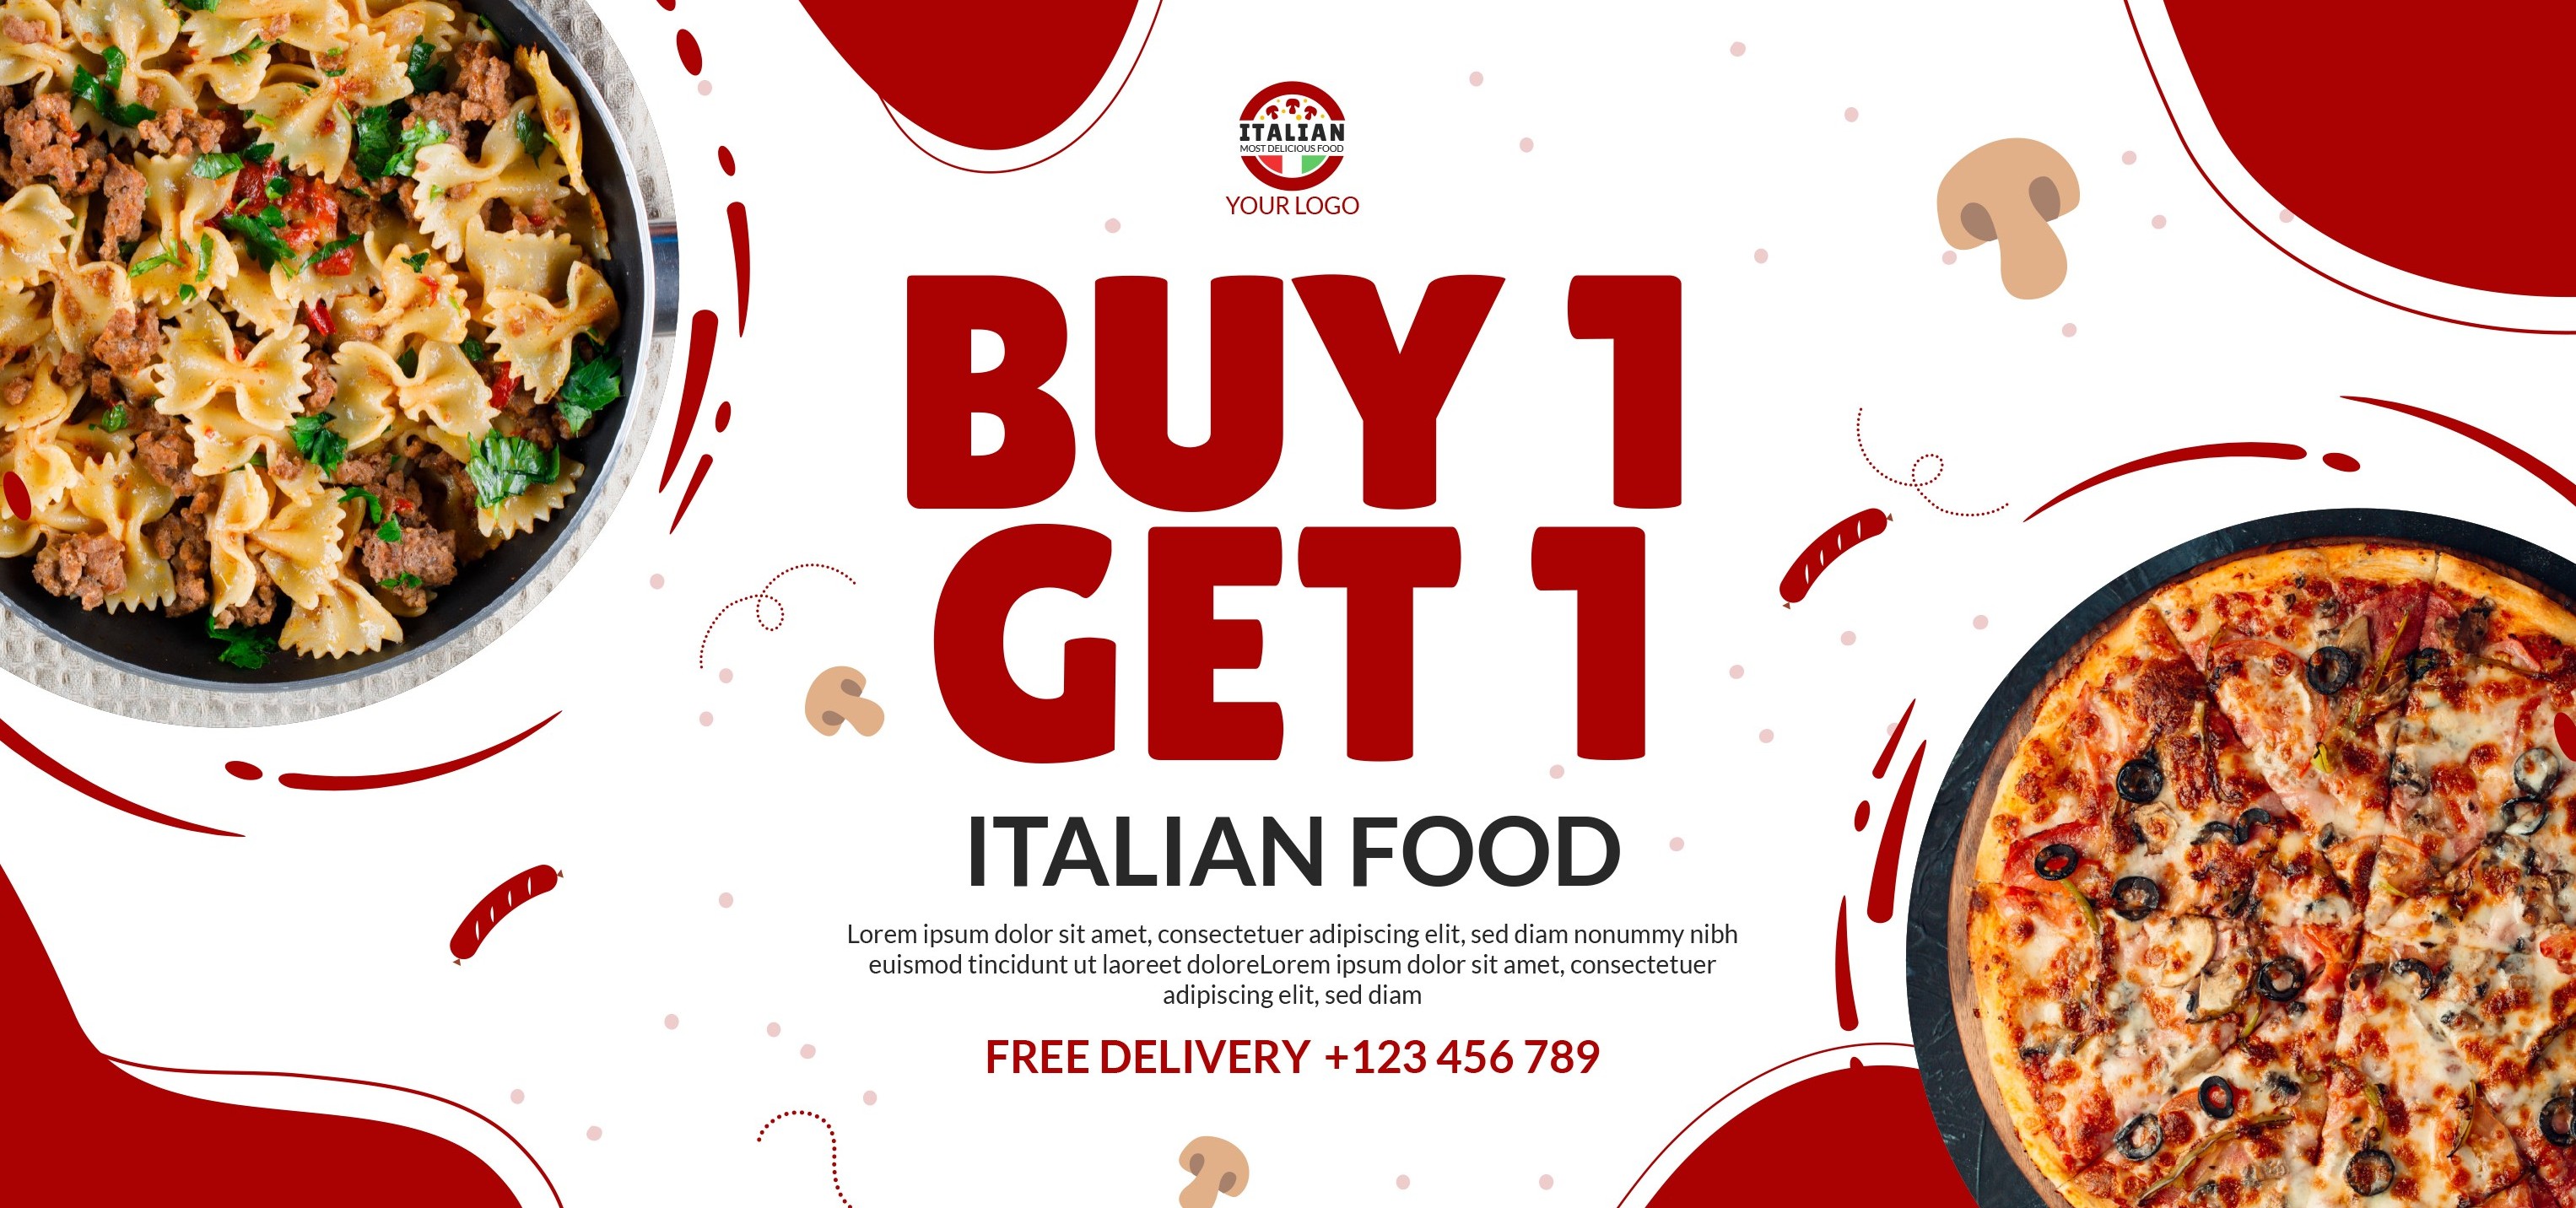 ITALIAN
MOST DELICIOUS FOOD
YOUR LOGO
BUY 1
GET 1
ITALIAN FOOD
Lorem ipsum dolor sit amet, consectetuer adipiscing elit, sed diam nonummy nibh
euismod tincidunt ut laoreet doloreLorem ipsum dolor sit amet, consectetuer
adipiscing elit, sed diam
FREE DELIVERY +123 456 789